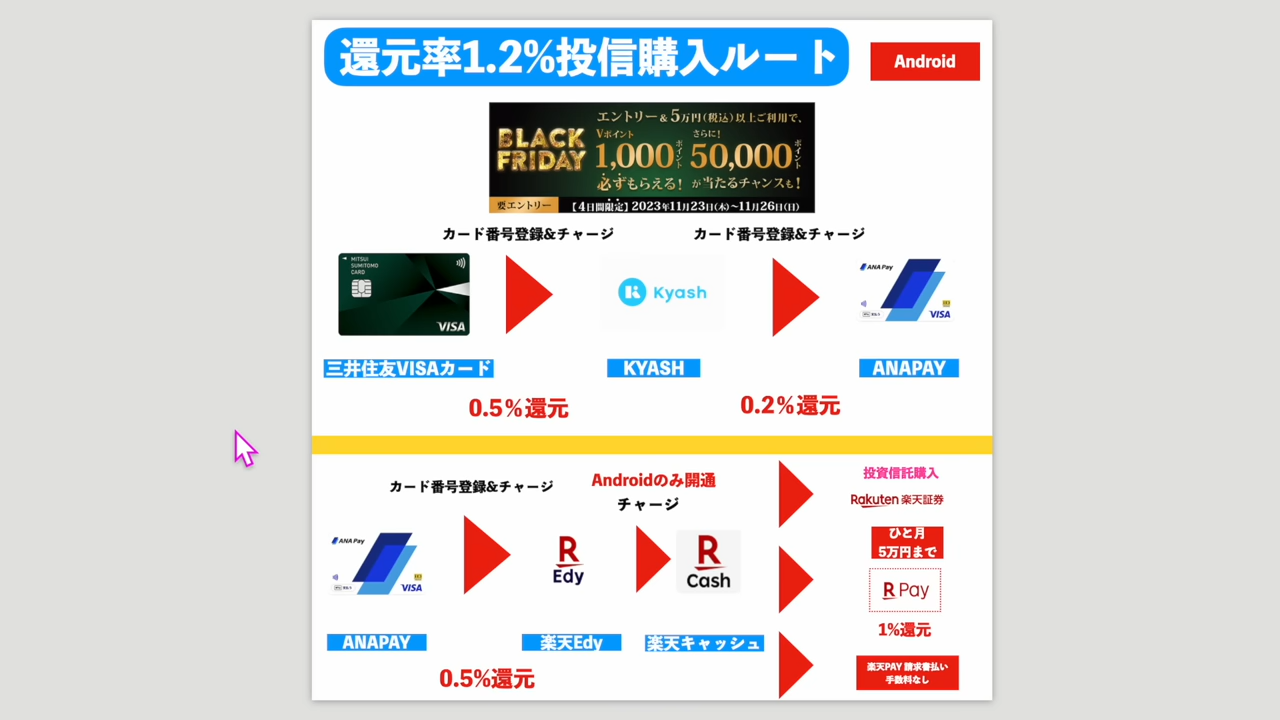 還元率1.2%投信購入ルート
Android
エントリー&5万円(税込)以上ご利用で、
BLACK FRIDAY
Vポイント
1,000ポイント
さらに!
50,000ポイント
必ずもらえる!
が当たるチャンスも!
要エントリー
【4日間限定】2023年11月23日(木)~11月26日(日)
カード番号登録&チャージ
カード番号登録&チャージ
MITSUI
SUMITOMO
CARD
VISA
Kyash
ANA Pay
VISA
三井住友VISAカード
KYASH
ANAPAY
0.5%還元
0.2%還元
カード番号登録&チャージ
Androidのみ開通
チャージ
投資信託購入
Rakuten 楽天証券
ひと月
5万円まで
ANA Pay
VISA
R
Edy
R
Cash
R Pay
1%還元
ANAPAY
楽天Edy
楽天キャッシュ
0.5%還元
楽天PAY 請求書払い
手数料なし